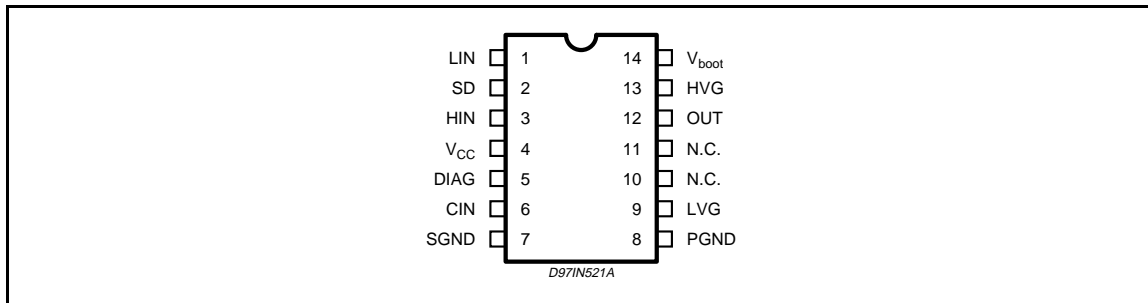 LIN 1 14 Vboot
SD 2 13 HVG
HIN 3 12 OUT
VCC 4 11 N.C.
DIAG 5 10 N.C.
CIN 6 9 LVG
SGND 7 8 PGND
D97IN521A